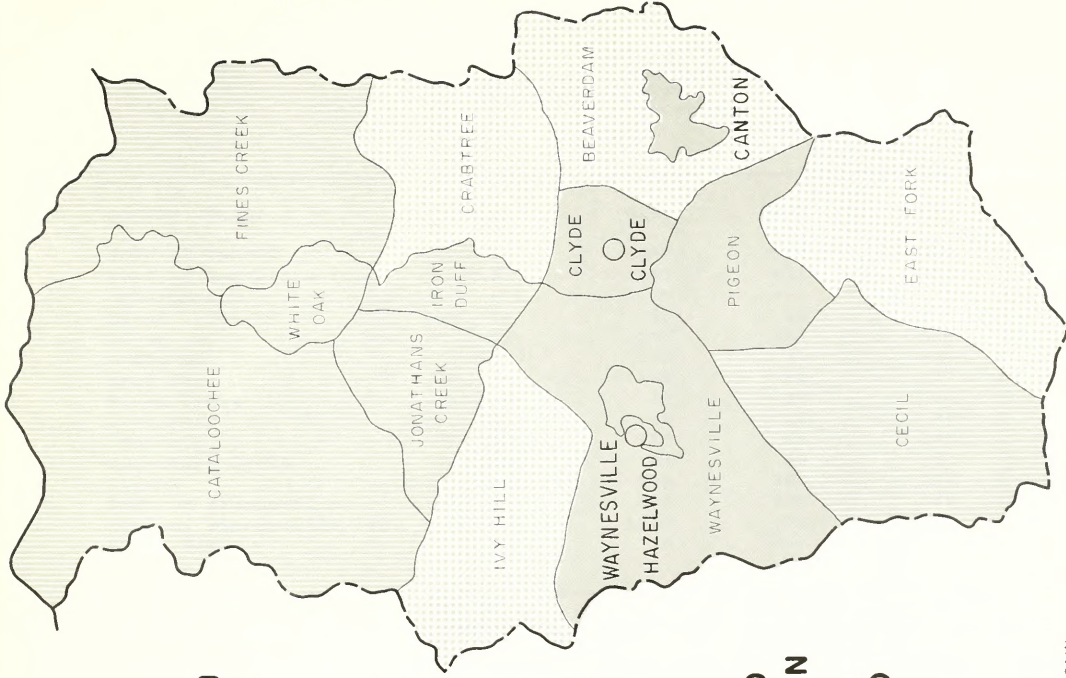 FINES CREEK
CATALOOCHEE
WHITE
OAK
CRABTREE
IRON
DUFF
JONATHANS
CREEK
BEAVERDAM
CANTON
CLYDE
CLYDE
IVY HILL
WAYNESVILLE
HAZELWOOD
WAYNESVILLE
PIGEON
EAST FORK
CECIL
N